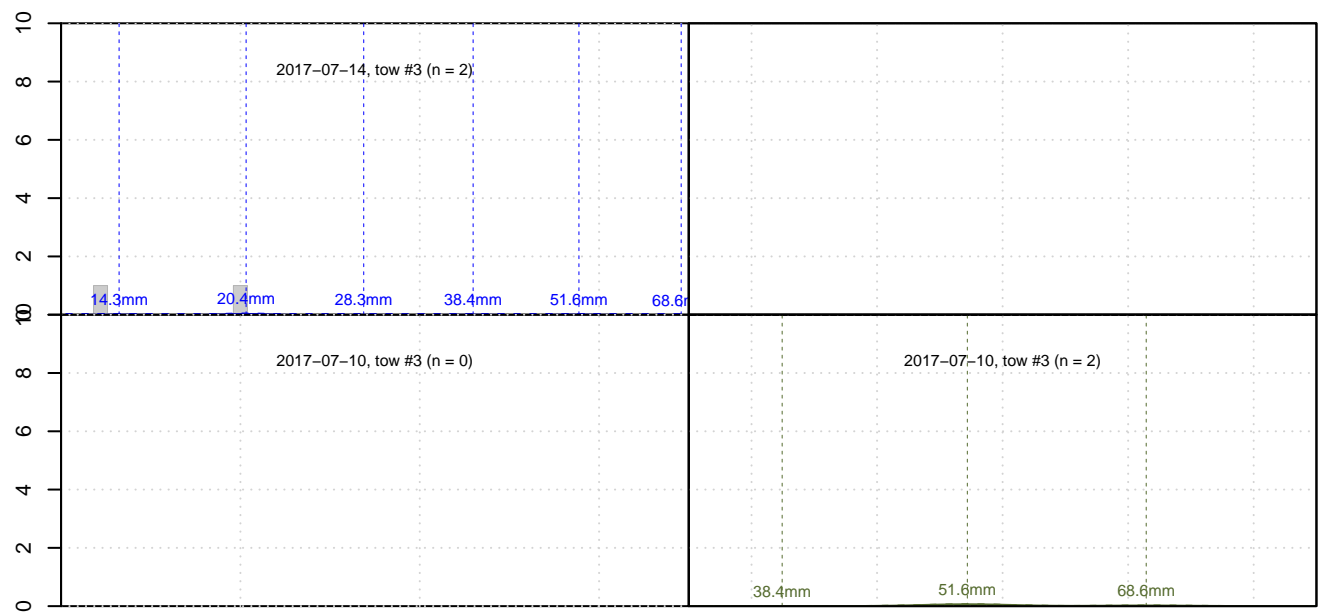 10
8
6
4
2
0
2017−07−14, tow #3 (n = 2)
14.3mm 20.4mm 28.3mm 38.4mm 51.6mm 68.6m
10
8
6
4
2
0
2017−07−10, tow #3 (n = 0)
2017−07−10, tow #3 (n = 2)
38.4mm 51.6mm 68.6mm